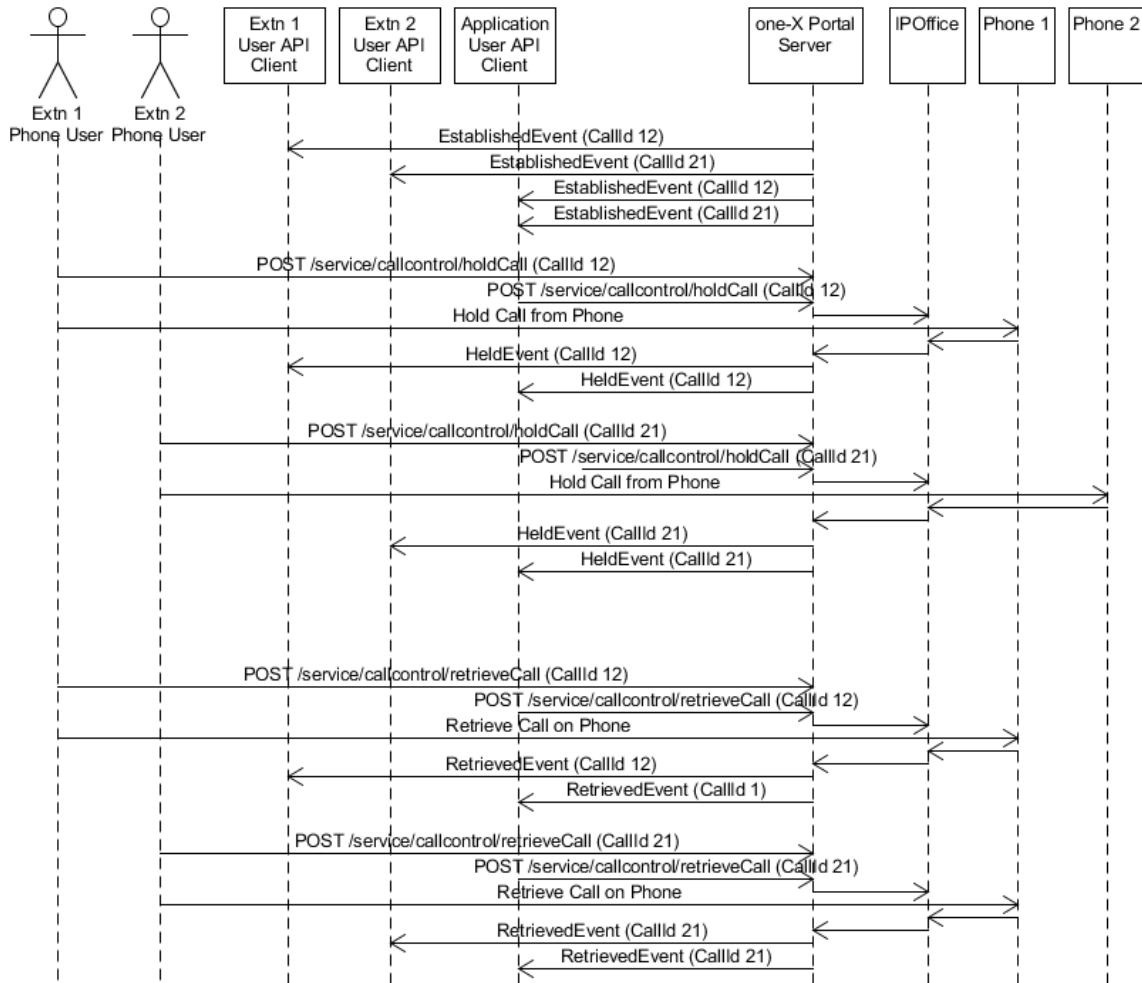 Extn 1
User API
Client
Extn 2
User API
Client
Application
User API
Client
one-X Portal
Server
IPOffice
Phone 1
Phone 2
Extn 1
Phone User
Extn 2
Phone User
EstablishedEvent (CallId 12)
EstablishedEvent (CallId 21)
EstablishedEvent (CallId 12)
EstablishedEvent (CallId 21)
POST /service/callcontrol/holdCall (CallId 12)
POST /service/callcontrol/holdCall (CallId 12)
Hold Call from Phone
HeldEvent (CallId 12)
HeldEvent (CallId 12)
POST /service/callcontrol/holdCall (CallId 21)
POST /service/callcontrol/holdCall (CallId 21)
Hold Call from Phone
HeldEvent (CallId 21)
HeldEvent (CallId 21)
POST /service/callcontrol/retrieveCall (CallId 12)
POST /service/callcontrol/retrieveCall (CallId 12)
Retrieve Call on Phone
RetrievedEvent (CallId 12)
RetrievedEvent (CallId 1)
POST /service/callcontrol/retrieveCall (CallId 21)
POST /service/callcontrol/retrieveCall (CallId 21)
Retrieve Call on Phone
RetrievedEvent (CallId 21)
RetrievedEvent (CallId 21)